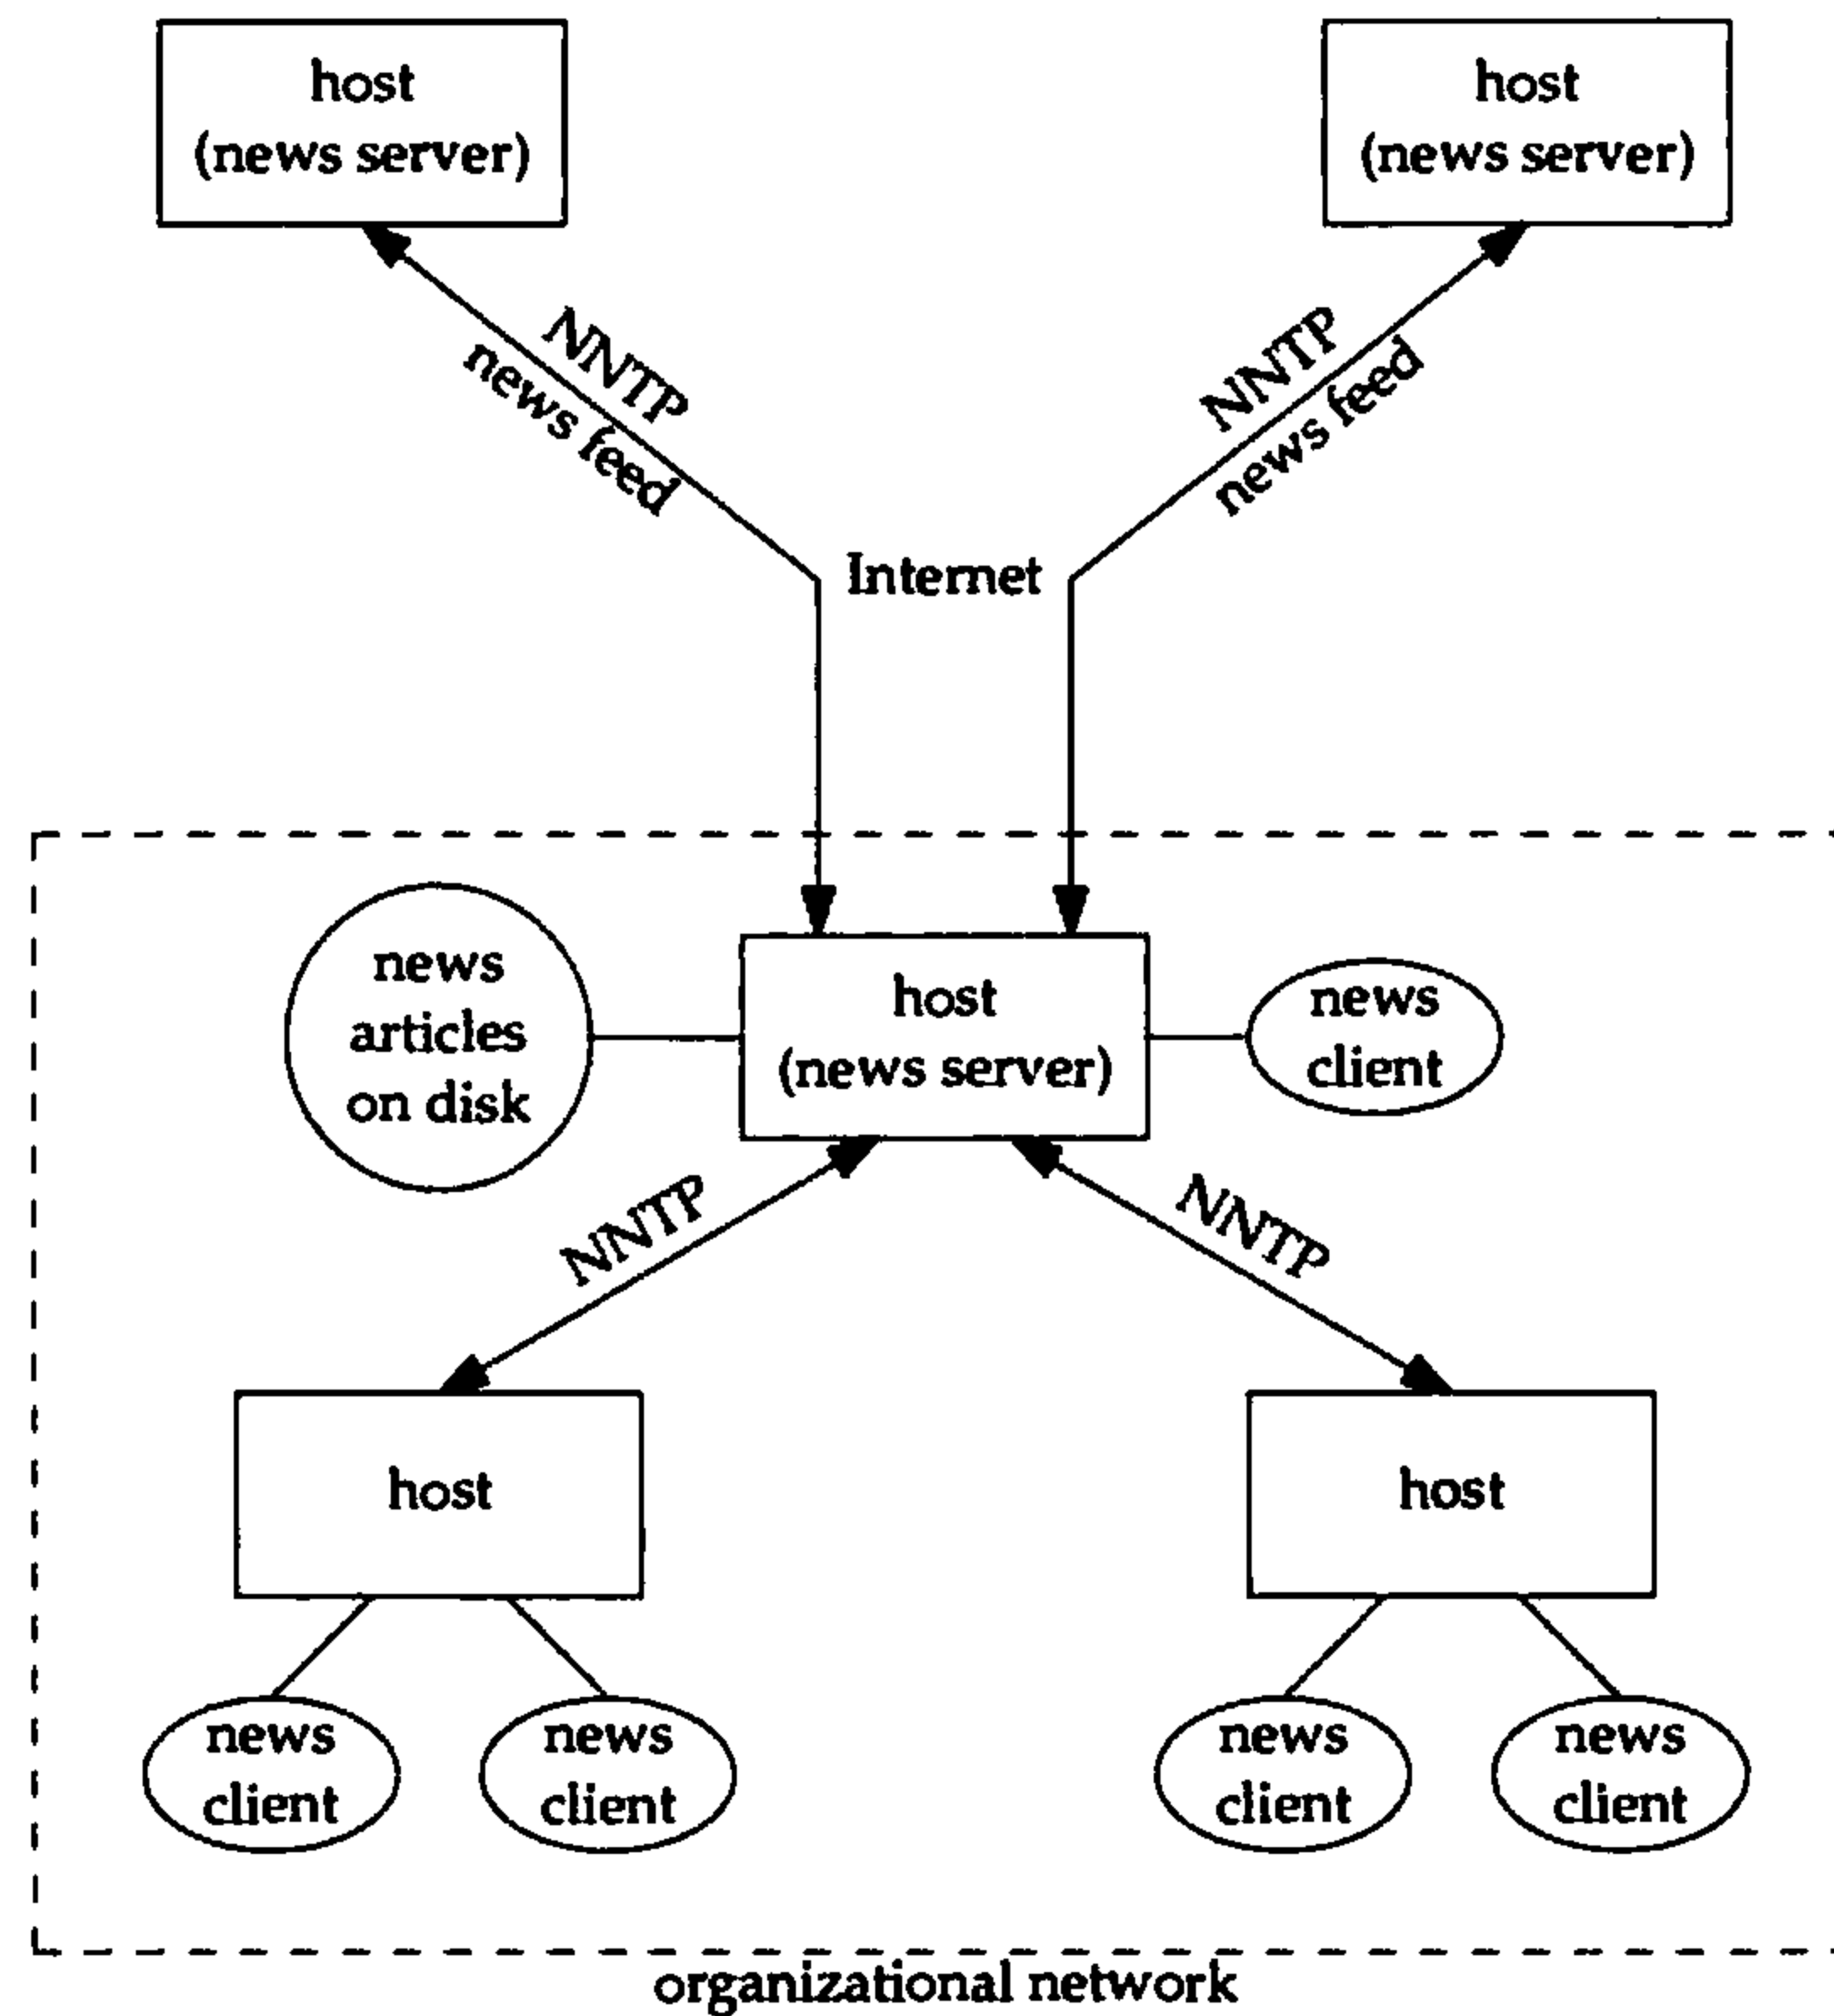 host
(news server)
host
(news server)
NNTP
news feed
NNTP
news feed
Internet
news
articles
on disk
host
(news server)
news
client
NNTP
NNTP
host
host
news
client
news
client
news
client
news
client
organizational network